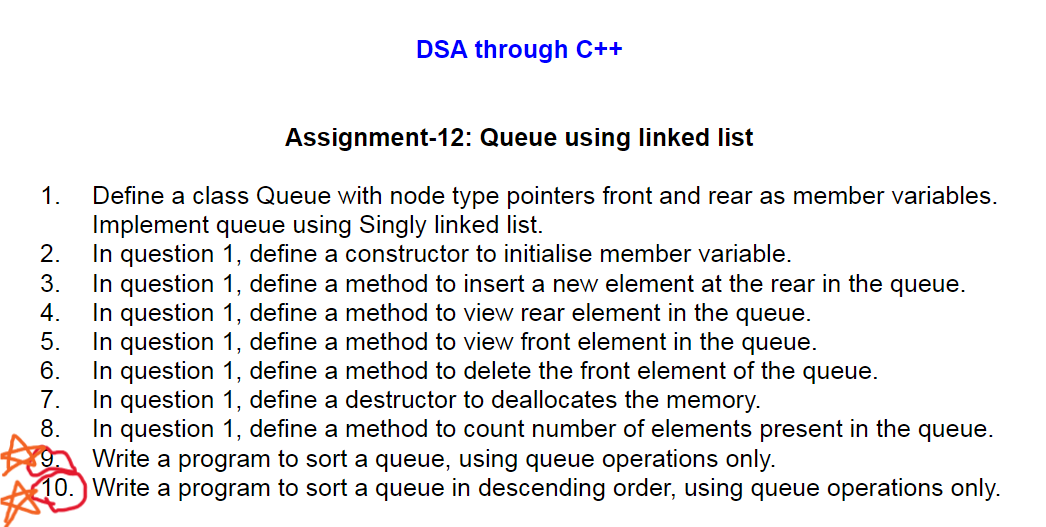 DSA through C++
Assignment-12: Queue using linked list
1. Define a class Queue with node type pointers front and rear as member variables.
Implement queue using Singly linked list.
2. In question 1, define a constructor to initialise member variable.
3. In question 1, define a method to insert a new element at the rear in the queue.
4. In question 1, define a method to view rear element in the queue.
5. In question 1, define a method to view front element in the queue.
6. In question 1, define a method to delete the front element of the queue.
7. In question 1, define a destructor to deallocates the memory.
8. In question 1, define a method to count number of elements present in the queue.
9. Write a program to sort a queue, using queue operations only.
10. Write a program to sort a queue in descending order, using queue operations only.